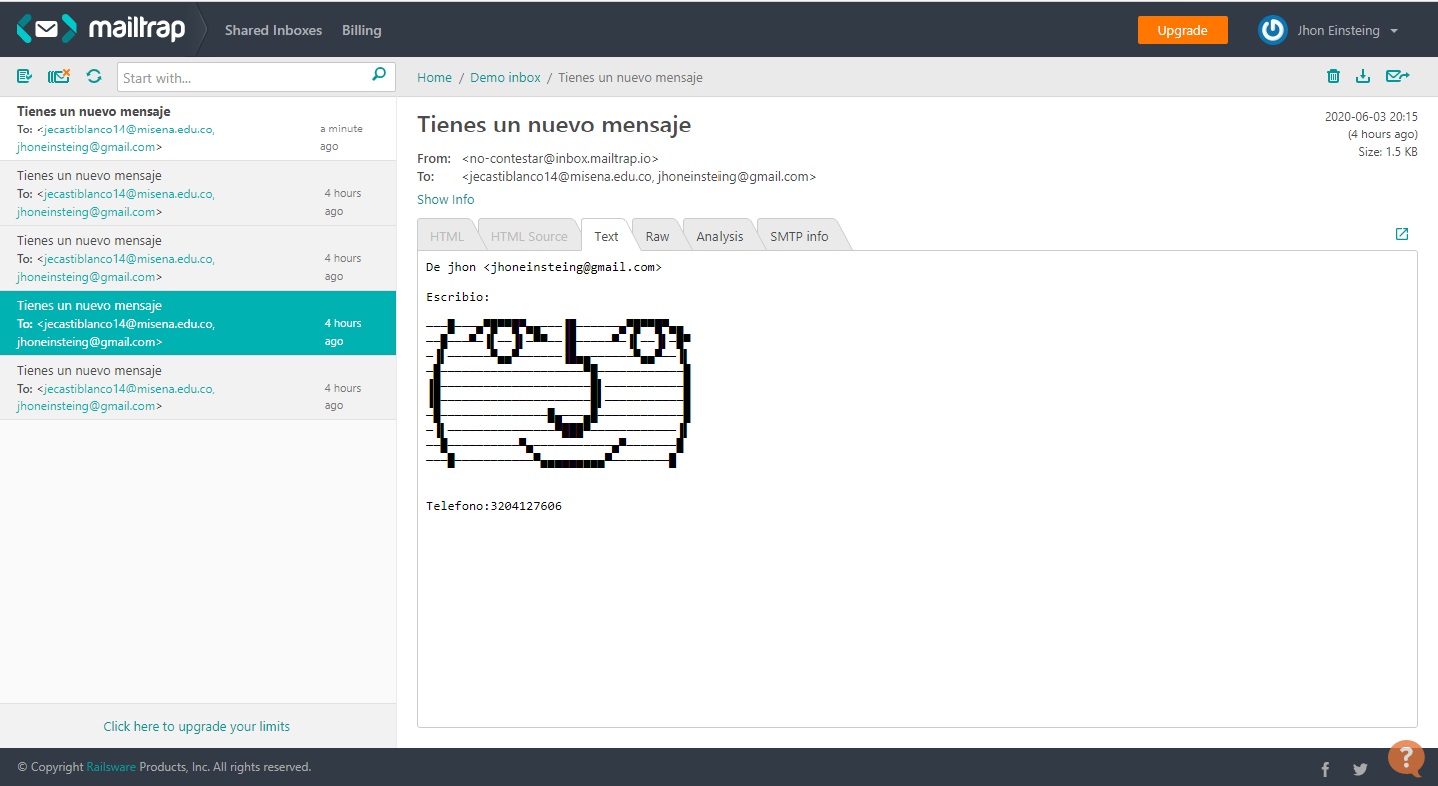 mailtrap
Shared Inboxes
Billing
Upgrade
Jhon Einsteing
Start with...
Home / Demo inbox / Tienes un nuevo mensaje
Tienes un nuevo mensaje
To: <jecastiblanco14@misena.edu.co,
jhoneinsteing@gmail.com>
a minute
ago
Tienes un nuevo mensaje
To: <jecastiblanco14@misena.edu.co,
jhoneinsteing@gmail.com>
4 hours
ago
Tienes un nuevo mensaje
To: <jecastiblanco14@misena.edu.co,
jhoneinsteing@gmail.com>
4 hours
ago
Tienes un nuevo mensaje
To: <jecastiblanco14@misena.edu.co,
jhoneinsteing@gmail.com>
4 hours
ago
Tienes un nuevo mensaje
To: <jecastiblanco14@misena.edu.co,
jhoneinsteing@gmail.com>
4 hours
ago
Click here to upgrade your limits
Tienes un nuevo mensaje
2020-06-03 20:15
(4 hours ago)
Size: 1.5 KB
From: <no-contestar@inbox.mailtrap.io>
To: <jecastiblanco14@misena.edu.co, jhoneinsteing@gmail.com>
Show Info
HTML
HTML Source
Text
Raw
Analysis
SMTP info
De jhon <jhoneinsteing@gmail.com>
Escribio:
Telefono:3204127606
© Copyright Railsware Products, Inc. All rights reserved.
?